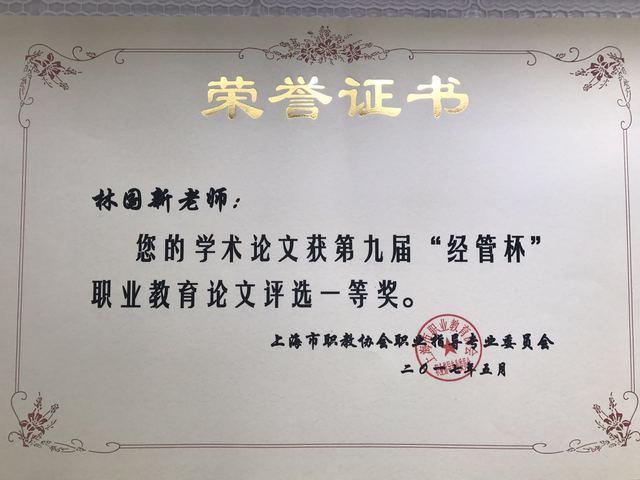 荣誉证书
林园新老师：
您的学术论文获第九届“经管杯”
职业教育论文评选一等奖。
上海市职教协会职业指导专业委员会
二〇一七年五月